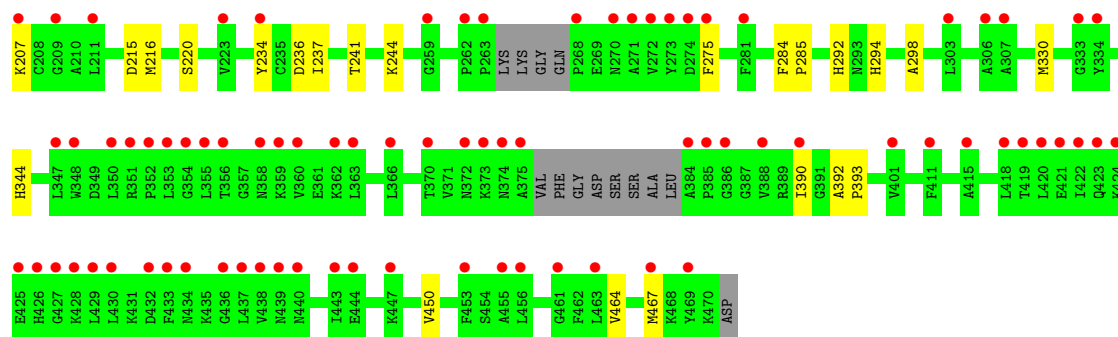 K207 C208 G209 A210 L211 D215 M216 S220 V223 Y234 C235 D236 I237 T241 K244 G259 P262 P263 LYS LYS GLY GLN P268 E269 N270 A271 V272 Y273 D274 F275 F281 F284 P285 H292 N293 H294 A298 L303 A306 A307 M330 G333 Y334
H344 L347 W348 D349 L350 R351 P352 L353 G354 L355 T356 G357 N358 K359 V360 E361 K362 L363 L366 T370 V371 N372 K373 N374 A375 VAL PHE GLY ASP SER SER ALA LEU A384 P385 G386 G387 V388 R389 I390 G391 A392 P393 V401 F411 A415 L418 T419 L420 E421 I422 Q423 K424
E425 H426 G427 K428 L429 L430 K431 D432 F433 N434 K435 G436 L437 V438 N439 N440 I443 E444 K447 V450 F453 S454 A455 L456 G461 F462 L463 V464 M467 K468 Y469 K470 ASP